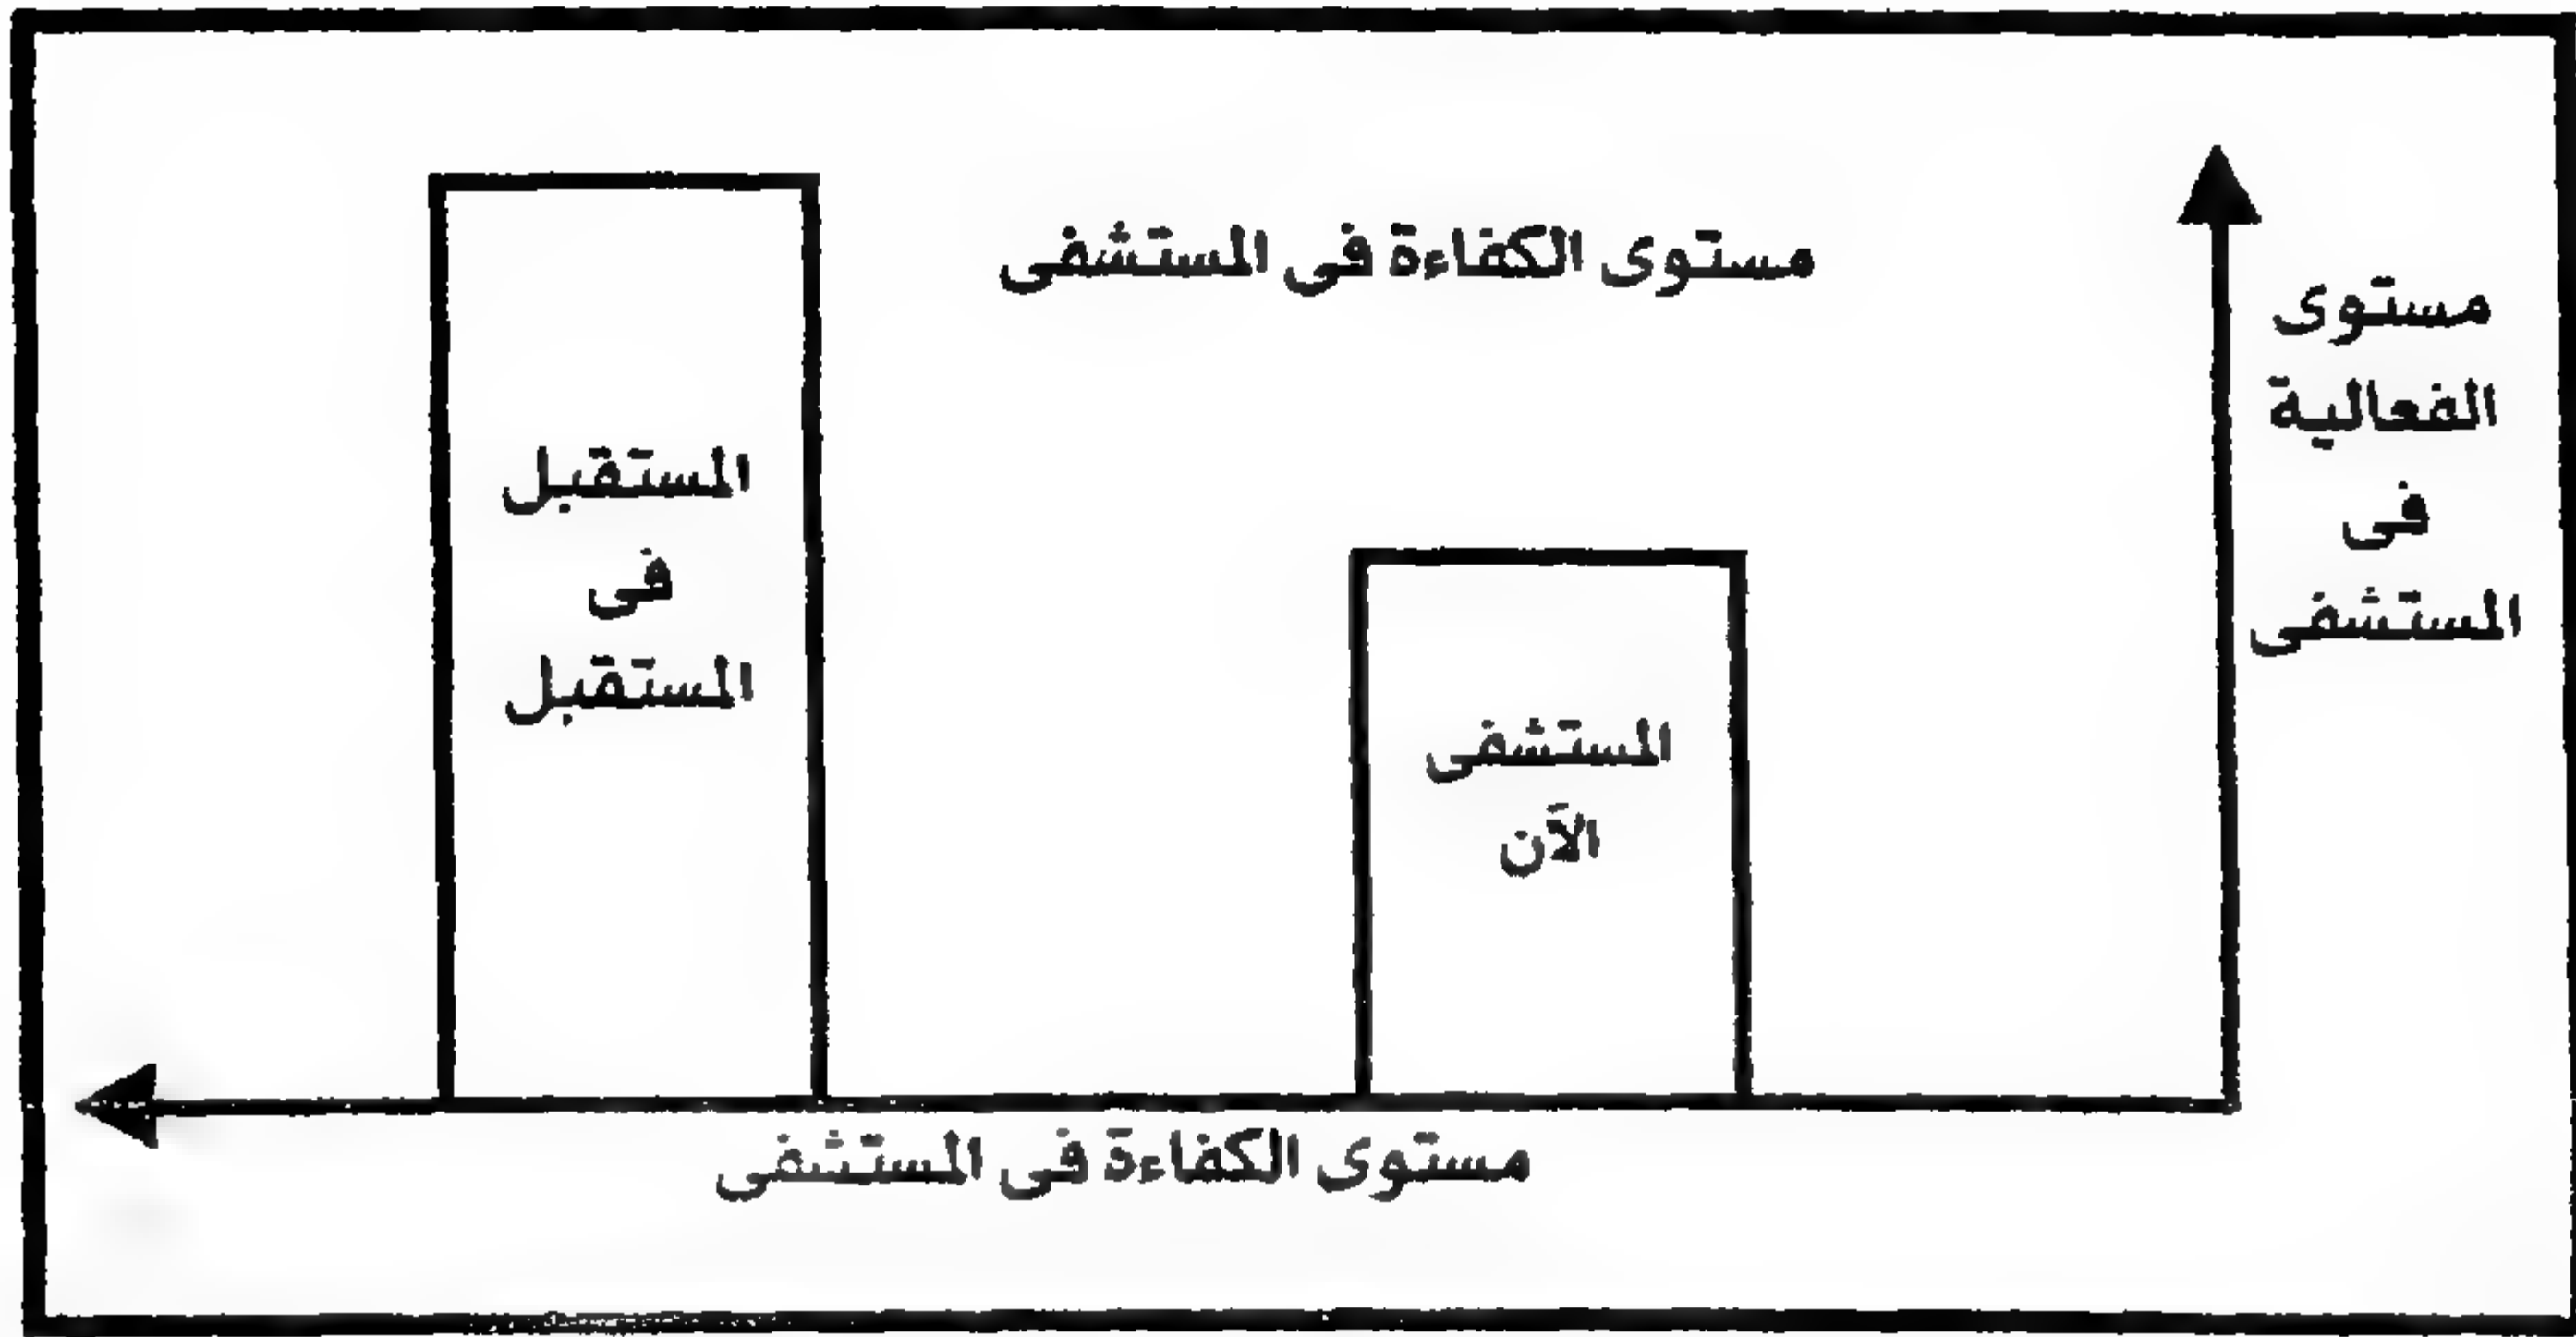 مستوى الكفاءة فى المستشفى
مستوى
الفعالية
فى
المستشفى
المستشفى
الآن
المستقبل
فى
المستقبل
مستوى الكفاءة فى المستشفى